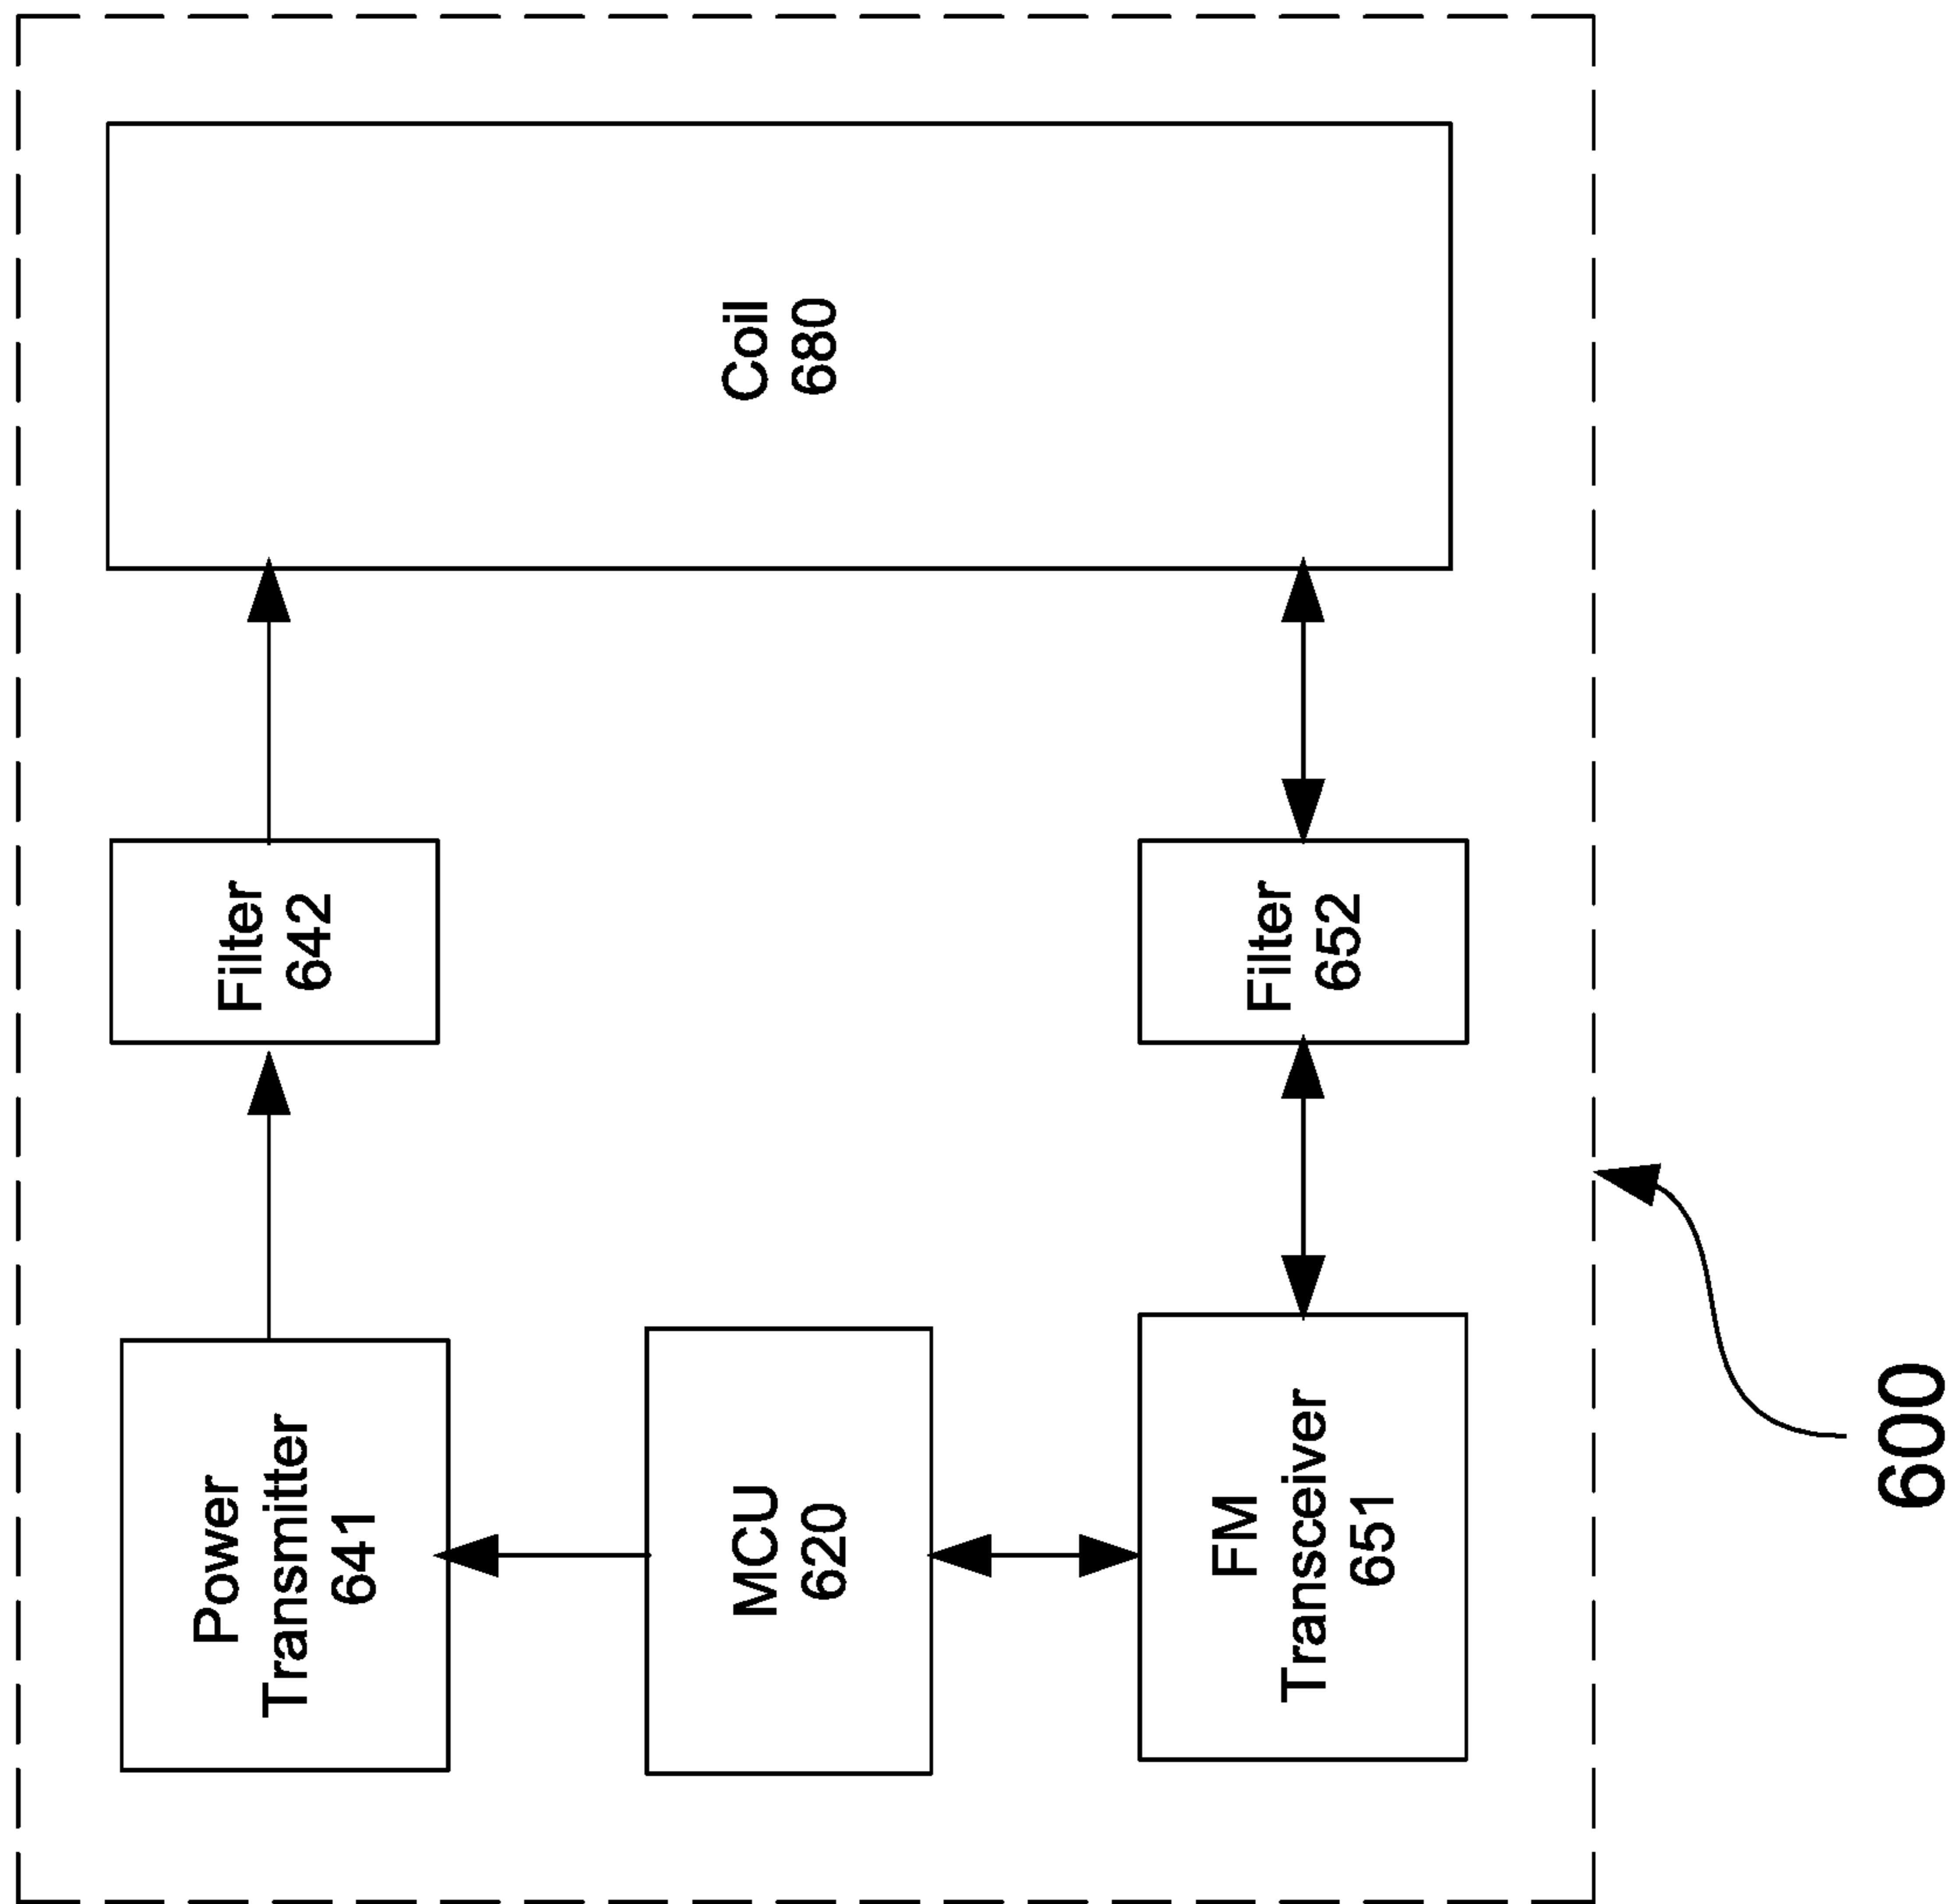 Power
Transmitter
641
Filter
642
MCU
620
Coil
680
FM
Transceiver
651
Filter
652
600